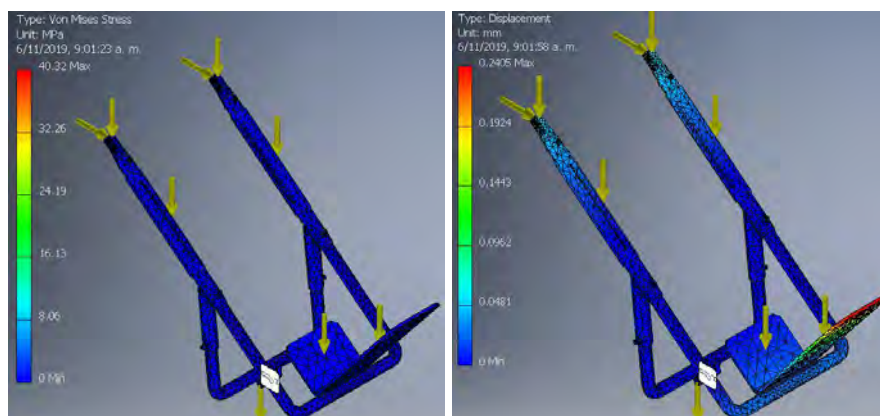 Type: Von Mises Stress
Unit: MPa
6/11/2019, 9:01:23 a. m.
40.32 Max
32.26
24.19
16.13
8.06
0 Min
Type: Displacement
Unit: mm
6/11/2019, 9:01:58 a. m.
0.2405 Max
0.1924
0.1443
0.0962
0.0481
0 Min